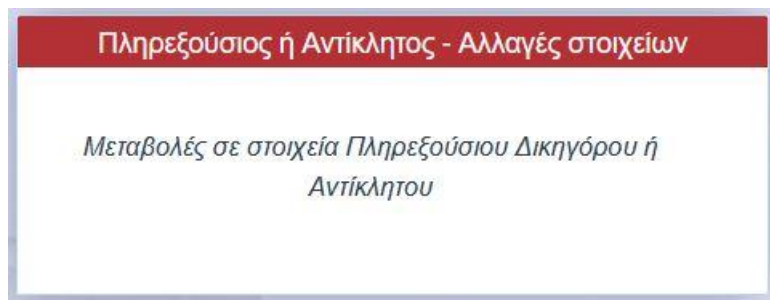 Πληρεξούσιος ή Αντίκλητος - Αλλαγές στοιχείων
Μεταβολές σε στοιχεία Πληρεξούσιου Δικηγόρου ή
Αντίκλητου